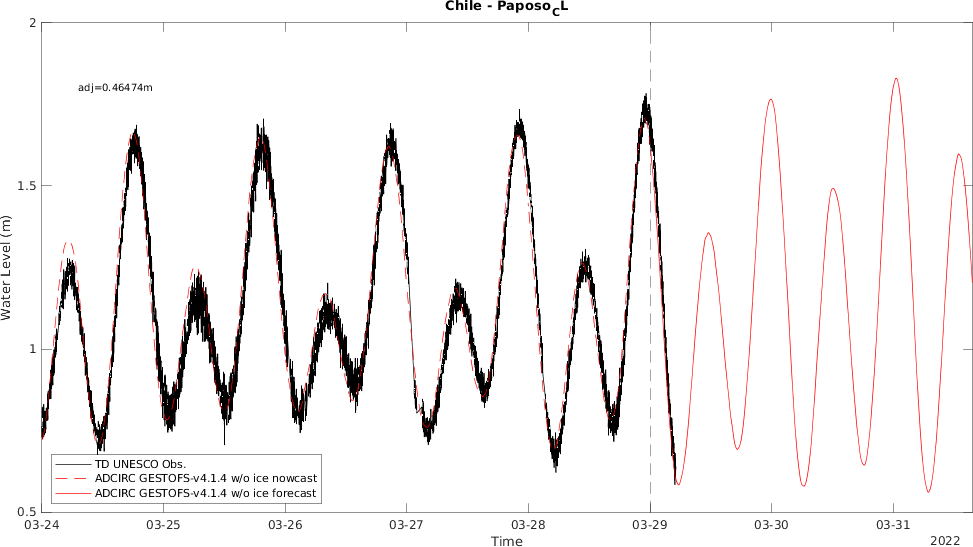 Chile - Paposo_CL
2
adj=0.46474m
1.5
Water Level (m)
1
TD UNESCO Obs.
ADCIRC GESTOFS-v4.1.4 w/o ice nowcast
ADCIRC GESTOFS-v4.1.4 w/o ice forecast
0.5
03-24 03-25 03-26 03-27 03-28 03-29 03-30 03-31
Time
2022